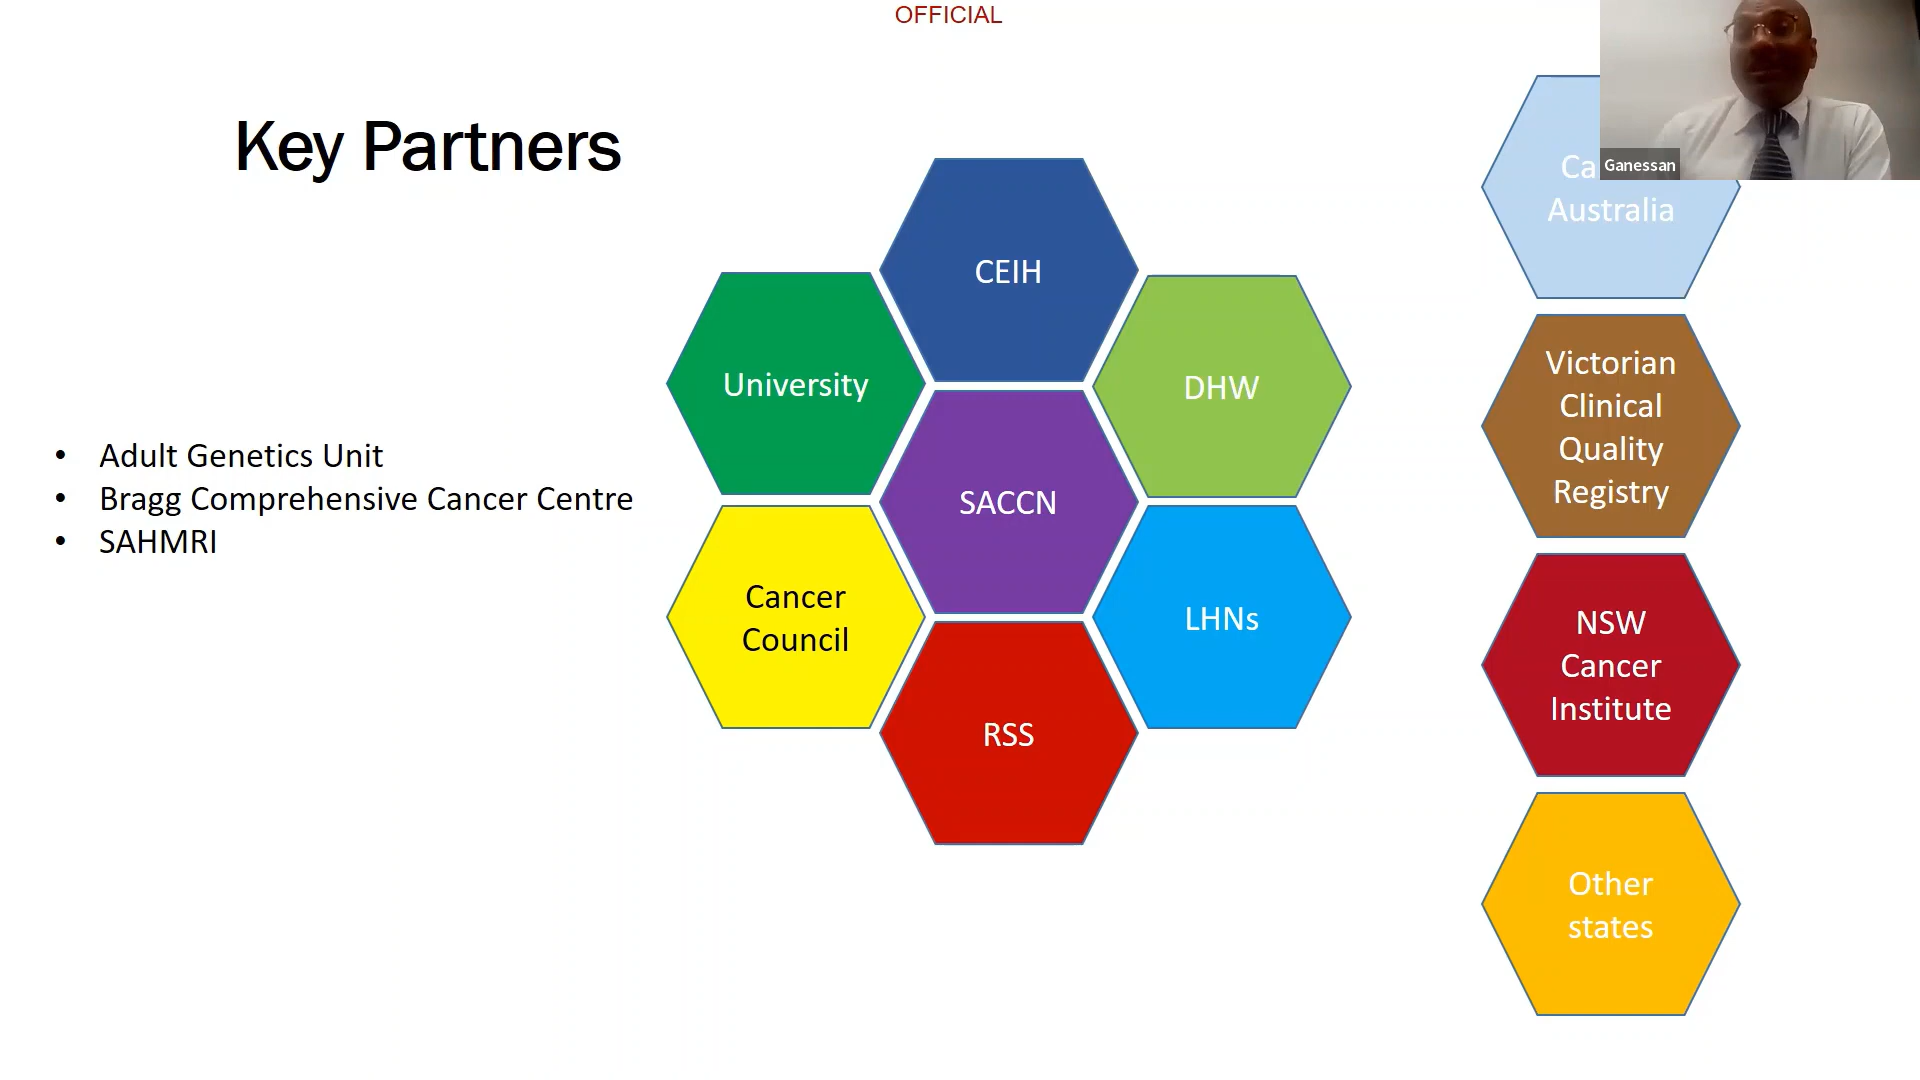 OFFICIAL
Key Partners
Adult Genetics Unit
Bragg Comprehensive Cancer Centre
SAHMRI
CEIH
University
DHW
SACCN
Cancer
Council
LHNs
RSS
Australia
Victorian
Clinical
Quality
Registry
NSW
Cancer
Institute
Other
states
Ganessan